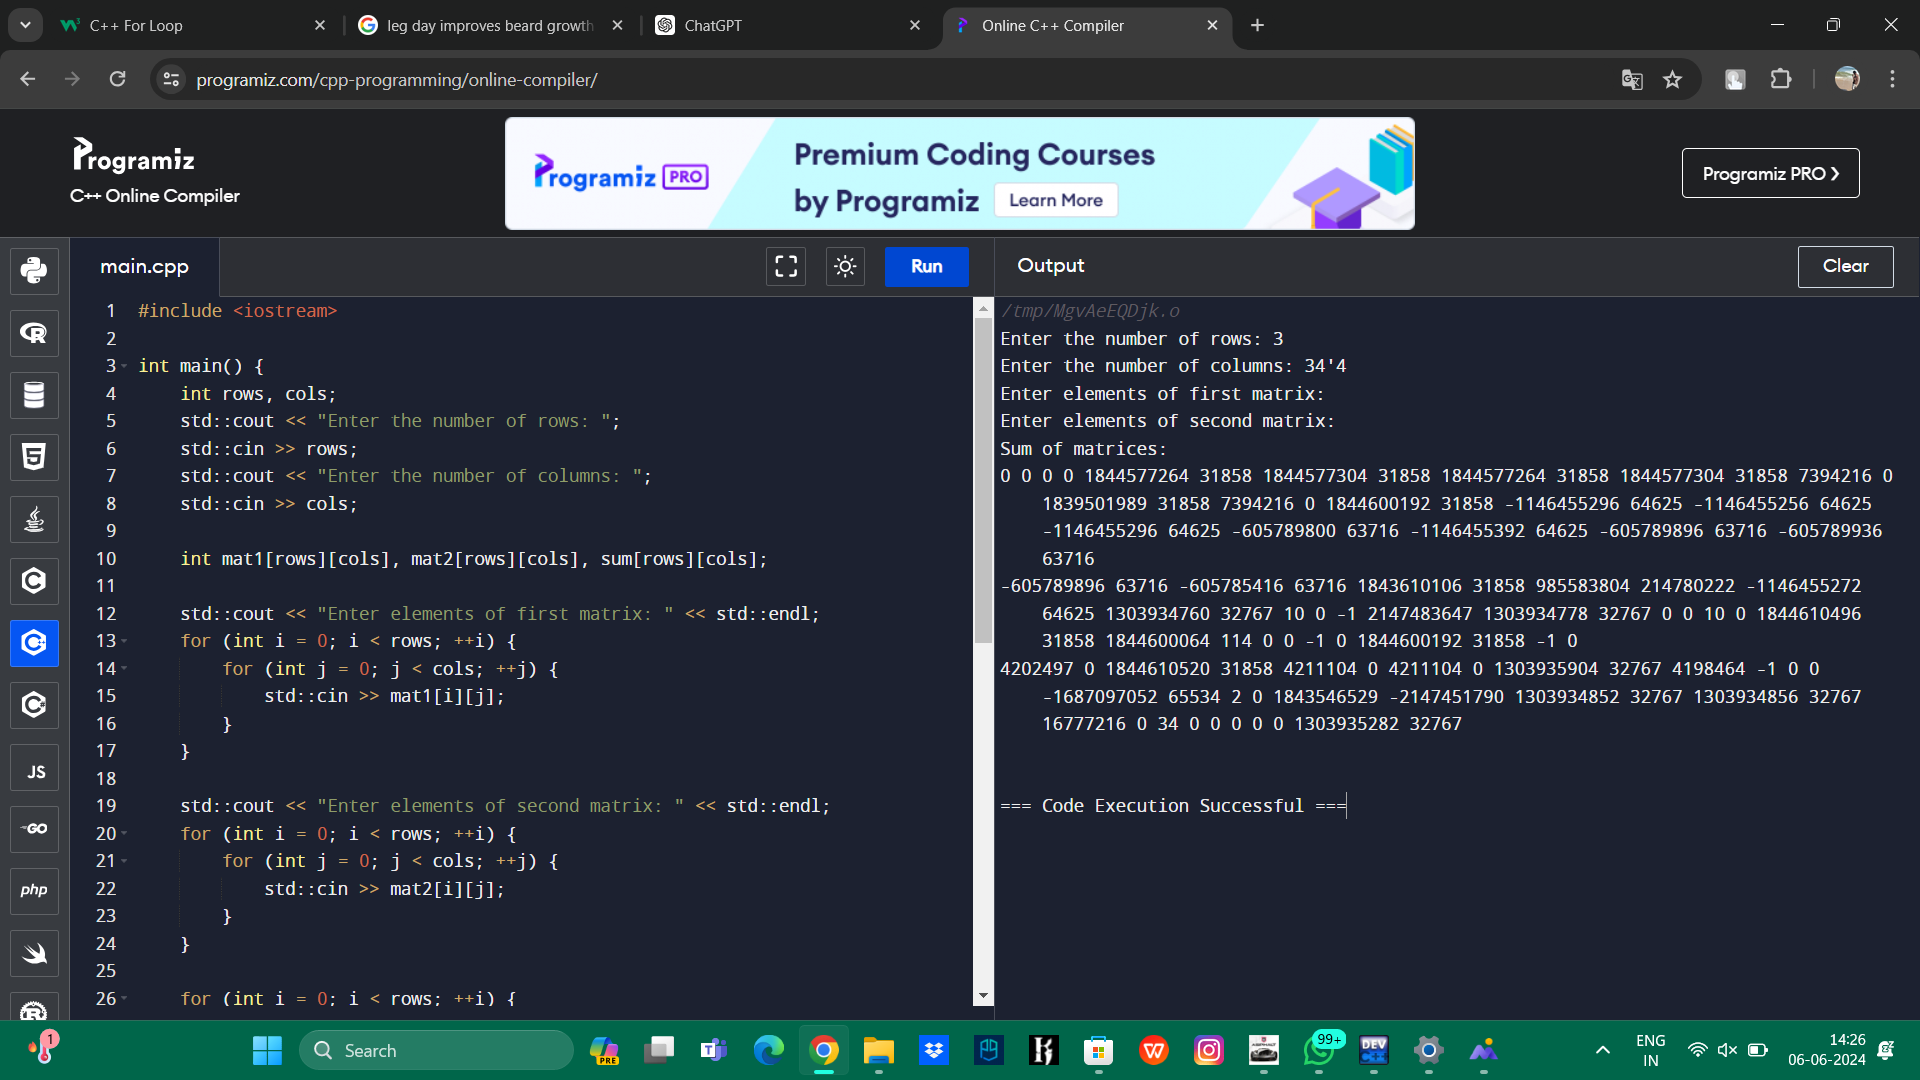 C++ For Loop
leg day improves beard growth
ChatGPT
Online C++ Compiler
programiz.com/cpp-programming/online-compiler/
Programiz
C++ Online Compiler
Programiz PRO
Premium Coding Courses
by Programiz
Learn More
Programiz PRO ❯
main.cpp
Run
Output
Clear
1 #include <iostream>
2
3 int main() {
4 int rows, cols;
5 std::cout << "Enter the number of rows: ";
6 std::cin >> rows;
7 std::cout << "Enter the number of columns: ";
8 std::cin >> cols;
9
10 int mat1[rows][cols], mat2[rows][cols], sum[rows][cols];
11
12 std::cout << "Enter elements of first matrix: " << std::endl;
13 for (int i = 0; i < rows; ++i) {
14 for (int j = 0; j < cols; ++j) {
15 std::cin >> mat1[i][j];
16 }
17 }
18
19 std::cout << "Enter elements of second matrix: " << std::endl;
20 for (int i = 0; i < rows; ++i) {
21 for (int j = 0; j < cols; ++j) {
22 std::cin >> mat2[i][j];
23 }
24 }
25
26 for (int i = 0; i < rows; ++i) {
/tmp/MgvAeEQDjk.o
Enter the number of rows: 3
Enter the number of columns: 34'4
Enter elements of first matrix:
Enter elements of second matrix:
Sum of matrices:
0 0 0 0 1844577264 31858 1844577304 31858 1844577264 31858 1844577304 31858 7394216 0
1839501989 31858 7394216 0 1844600192 31858 -1146455296 64625 -1146455256 64625
-1146455296 64625 -605789800 63716 -1146455392 64625 -605789896 63716 -605789936
63716
-605789896 63716 -605785416 63716 1843610106 31858 985583804 214780222 -1146455272
64625 1303934760 32767 10 0 -1 2147483647 1303934778 32767 0 0 10 0 1844610496
31858 1844600064 114 0 0 -1 0 1844600192 31858 -1 0
4202497 0 1844610520 31858 4211104 0 4211104 0 1303935904 32767 4198464 -1 0 0
-1687097052 65534 2 0 1843546529 -2147451790 1303934852 32767 1303934856 32767
16777216 0 34 0 0 0 0 0 1303935282 32767
=== Code Execution Successful ===
JS
GO
php
1
Search
PRE
99+
DEV
C++
ENG
IN
14:26
06-06-2024